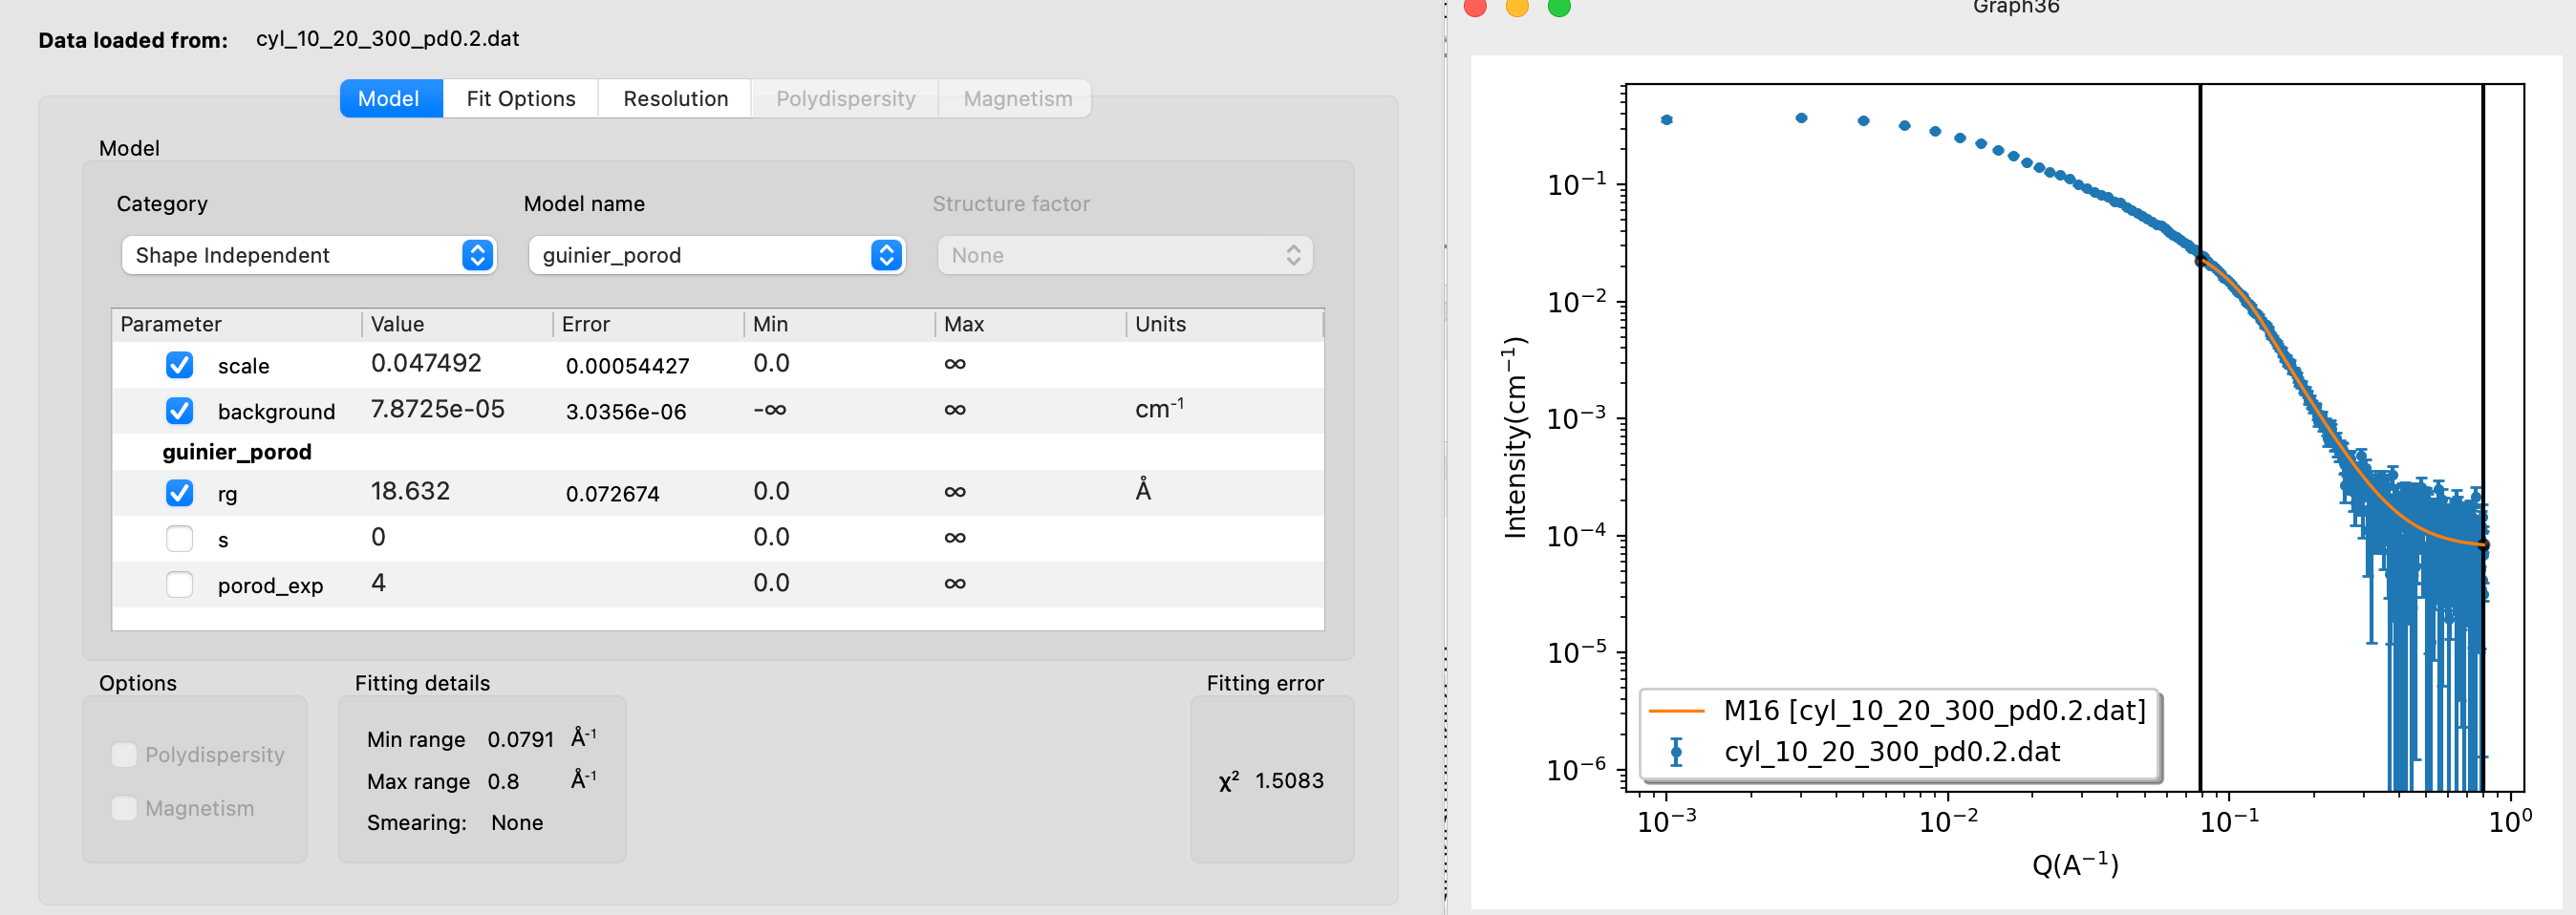 Data loaded from: cyl_10_20_300_pd0.2.dat
Model Fit Options Resolution Polydispersity Magnetism
Model
Category Model name Structure factor
Shape Independent guinier_porod None
Parameter Value Error Min Max Units
scale 0.047492 0.00054427 0.0 ∞
background 7.8725e-05 3.0356e-06 -∞ ∞ cm⁻¹
guinier_porod
rg 18.632 0.072674 0.0 ∞ Å
s 0 0.0 ∞
porod_exp 4 0.0 ∞
Options
Polydispersity
Magnetism
Fitting details
Min range 0.0791 Å⁻¹
Max range 0.8 Å⁻¹
Smearing: None
Fitting error
χ² 1.5083
Graph36
Intensity(cm⁻¹)
10⁻¹
10⁻²
10⁻³
10⁻⁴
10⁻⁵
10⁻⁶
M16 [cyl_10_20_300_pd0.2.dat]
cyl_10_20_300_pd0.2.dat
10⁻³ 10⁻² 10⁻¹ 10⁰
Q(A⁻¹)